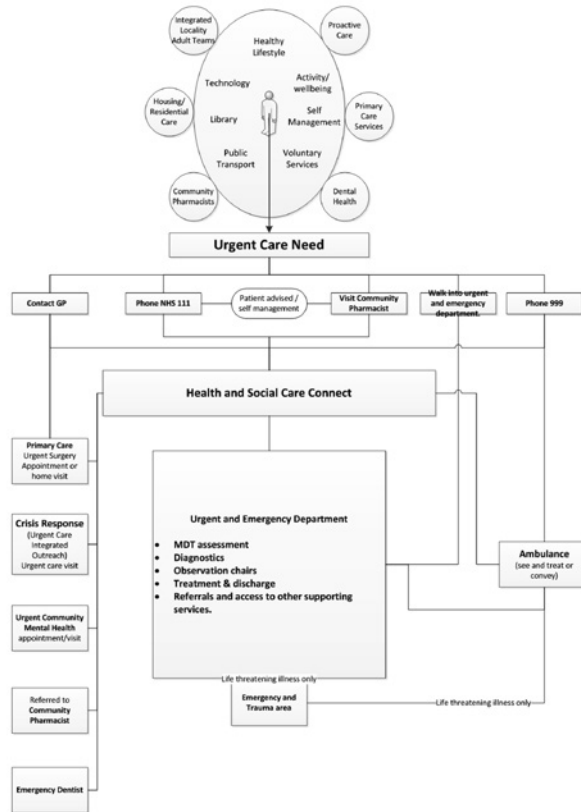 Integrated
Locality
Adult Teams
Proactive
Care
Healthy
Lifestyle
Technology
Activity/
wellbeing
Housing/
Residential
Care
Library
Self
Management
Primary
Care
Services
Public
Transport
Voluntary
Services
Community
Pharmacists
Dental
Health
Urgent Care Need
Contact GP
Phone NHS 111
Patient advised /
self management
Visit Community
Pharmacist
Walk into urgent
and emergency
department.
Phone 999
Health and Social Care Connect
Primary Care
Urgent Surgery
Appointment or
home visit
Crisis Response
(Urgent Care
Integrated
Outreach)
Urgent care visit
Urgent Community
Mental Health
appointment/visit
Referred to
Community
Pharmacist
Emergency Dentist
Urgent and Emergency Department
• MDT assessment
• Diagnostics
• Observation chairs
• Treatment & discharge
• Referrals and access to other supporting
services.
Ambulance
(see and treat or
convey)
Life threatening illness only
Emergency and
Trauma area
Life threatening illness only